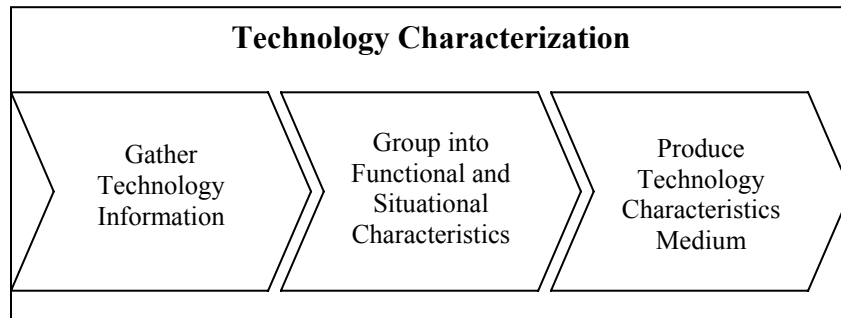 Technology Characterization
Gather
Technology
Information
Group into
Functional and
Situational
Characteristics
Produce
Technology
Characteristics
Medium